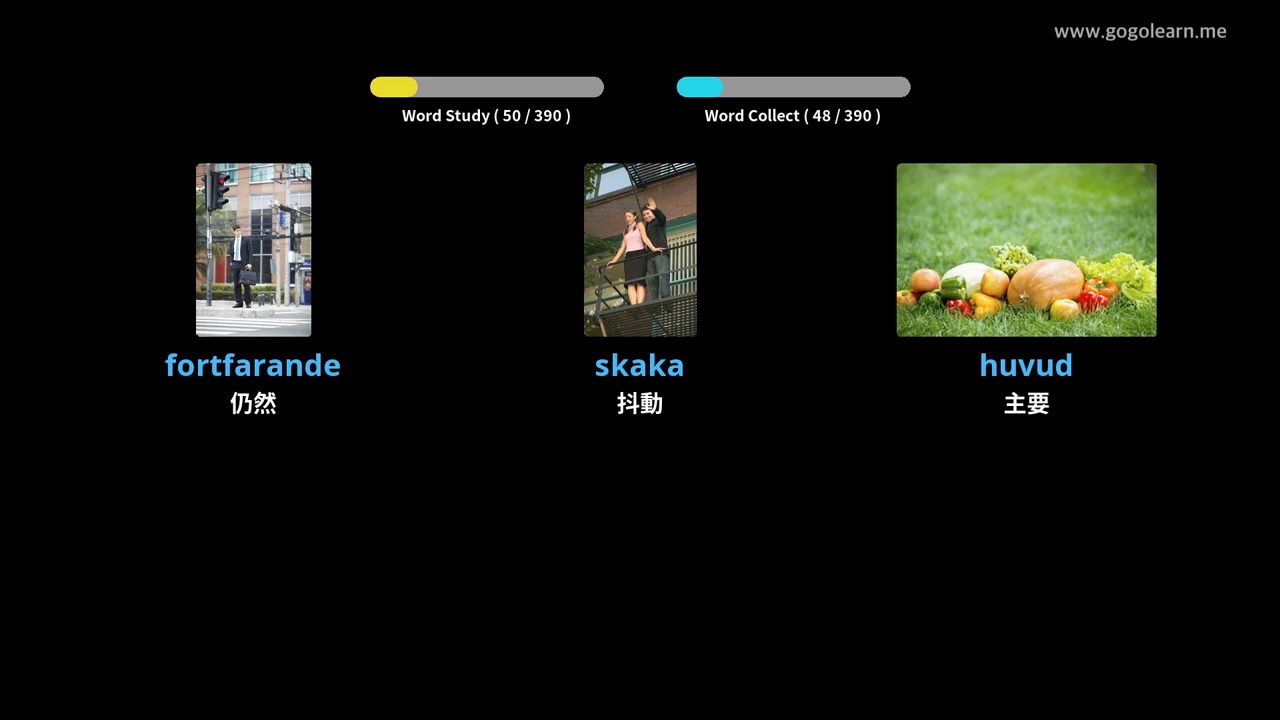 www.gogolearn.me
Word Study ( 50 / 390 )
Word Collect ( 48 / 390 )
fortfarande
仍然
skaka
抖動
huvud
主要